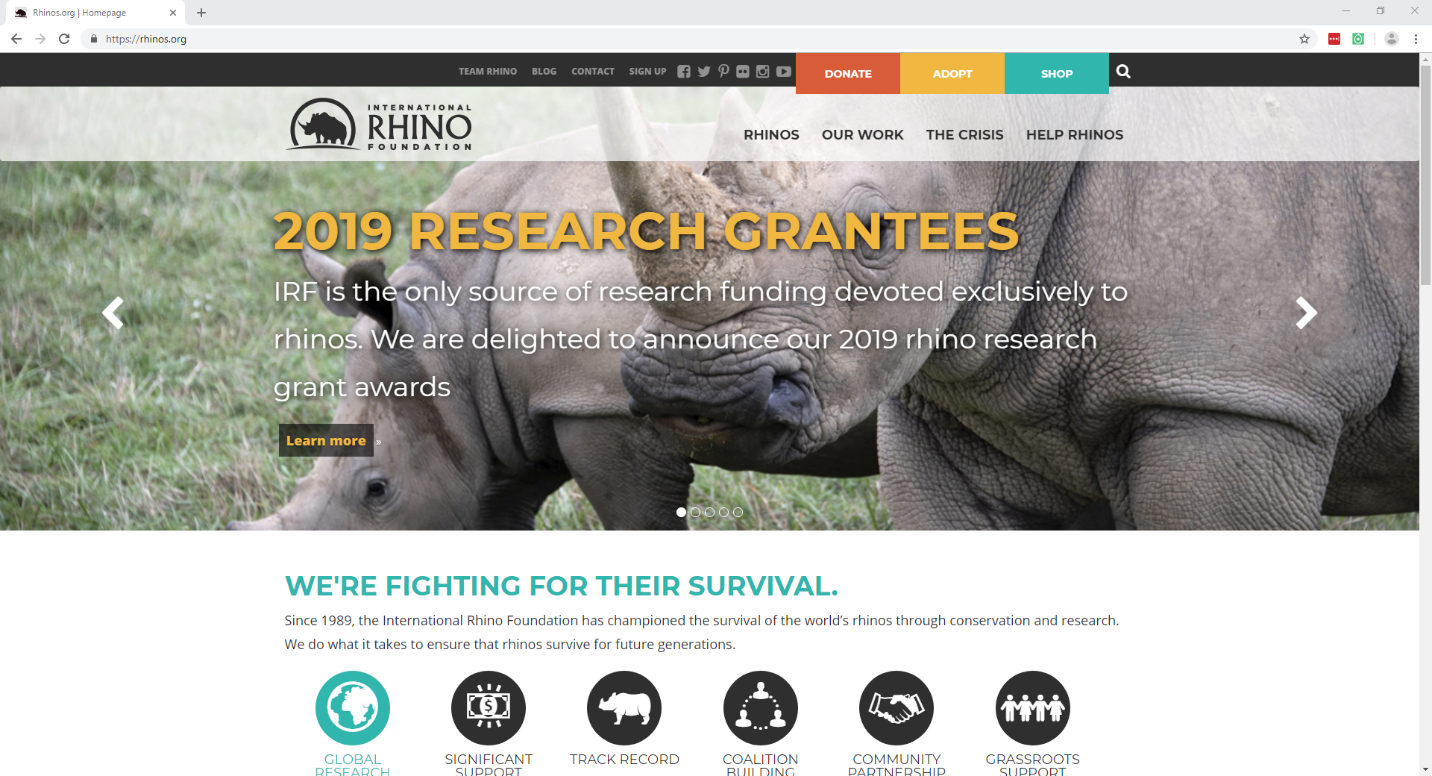 Rhinos.org | Homepage
https://rhinos.org
TEAM RHINO BLOG CONTACT SIGN UP DONATE ADOPT SHOP
INTERNATIONAL
RHINO
FOUNDATION
RHINOS OUR WORK THE CRISIS HELP RHINOS
2019 RESEARCH GRANTEES
IRF is the only source of research funding devoted exclusively to
rhinos. We are delighted to announce our 2019 rhino research
grant awards
Learn more »
WE'RE FIGHTING FOR THEIR SURVIVAL.
Since 1989, the International Rhino Foundation has championed the survival of the world’s rhinos through conservation and research.
We do what it takes to ensure that rhinos survive for future generations.
$
GLOBAL SIGNIFICANT TRACK RECORD COALITION COMMUNITY GRASSROOTS
RESEARCH SUPPORT BUILDING PARTNERSHIP SUPPORT